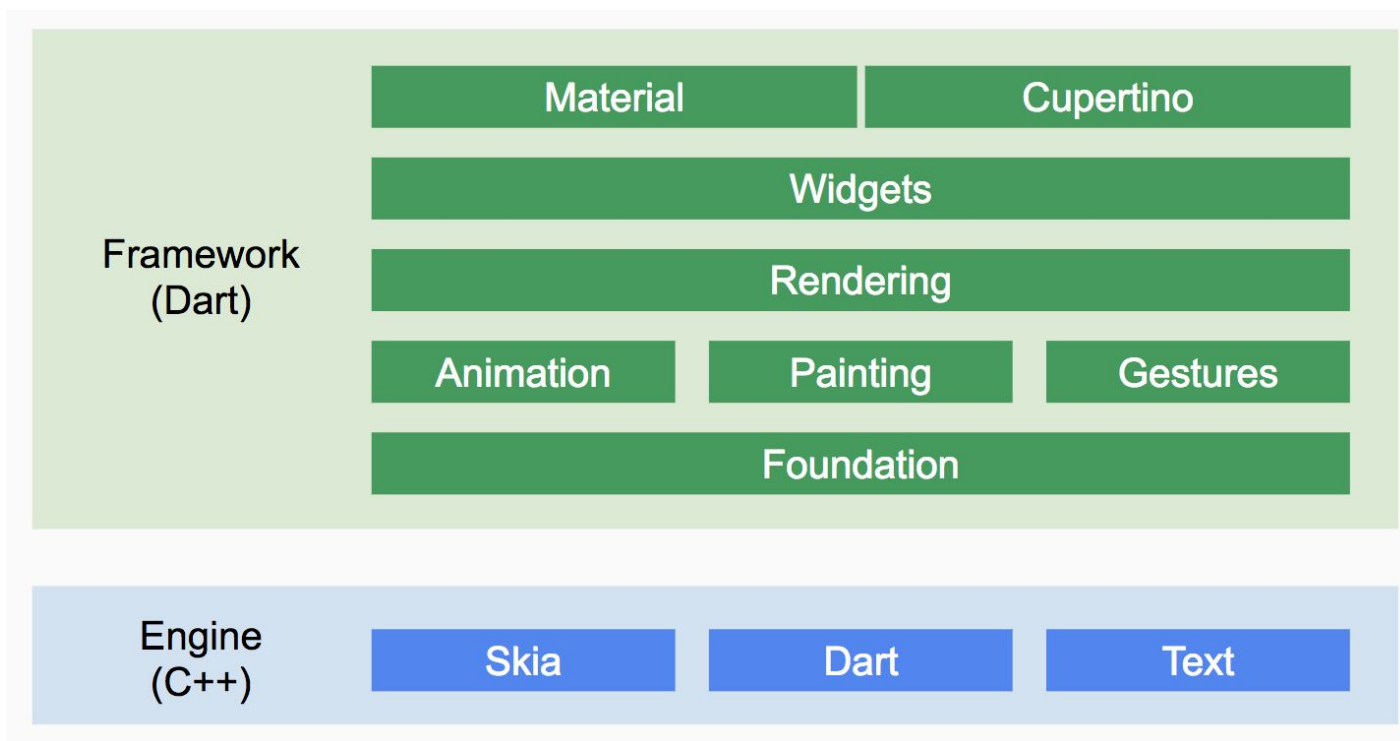 Material
Cupertino
Widgets
Framework
(Dart)
Rendering
Animation
Painting
Gestures
Foundation
Engine
(C++)
Skia
Dart
Text